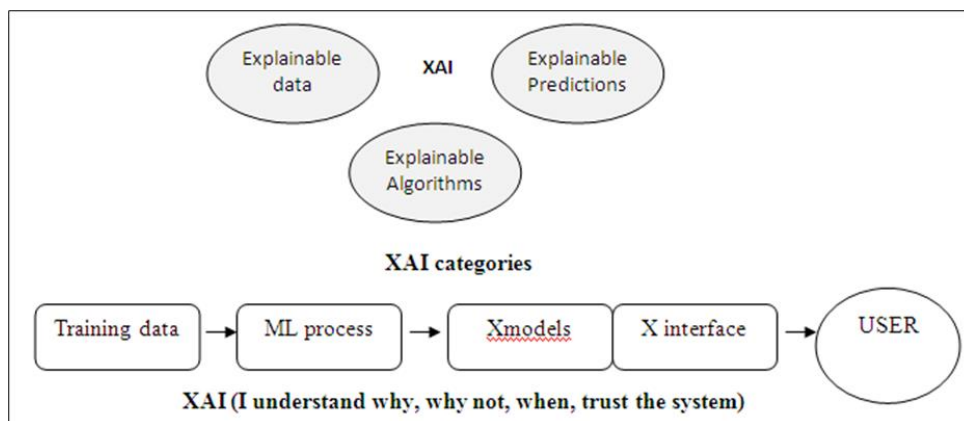 Explainable
data
XAI
Explainable
Predictions
Explainable
Algorithms
XAI categories
Training data
ML process
Xmodels
X interface
USER
XAI (I understand why, why not, when, trust the system)